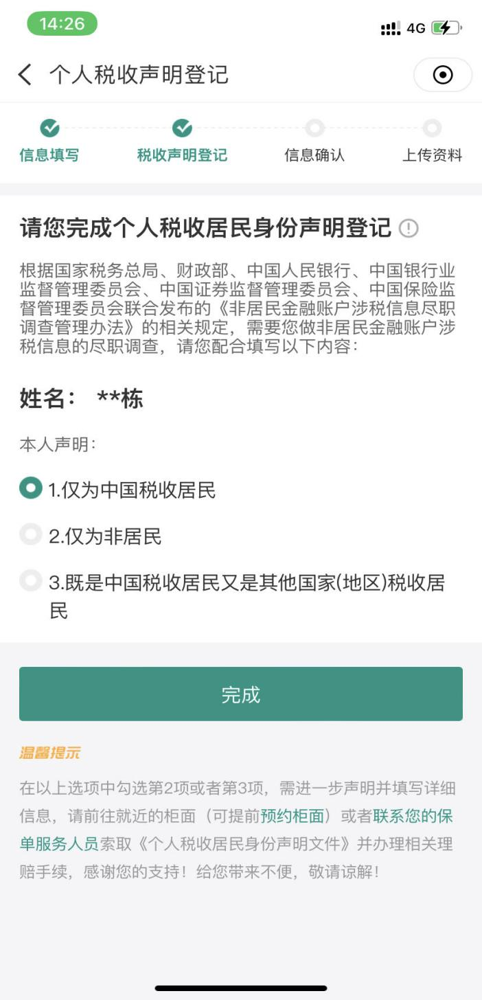 14:26
4G
个人税收声明登记
信息填写
税收声明登记
信息确认
上传资料
请您完成个人税收居民身份声明登记
根据国家税务总局、财政部、中国人民银行、中国银行业
监督管理委员会、中国证券监督管理委员会、中国保险监
督管理委员会联合发布的《非居民金融账户涉税信息尽职
调查管理办法》的相关规定，需要您做非居民金融账户涉
税信息的尽职调查，请您配合填写以下内容：
姓名： **栋
本人声明：
1.仅为中国税收居民
2.仅为非居民
3.既是中国税收居民又是其他国家(地区)税收居
民
完成
温馨提示
在以上选项中勾选第2项或者第3项，需进一步声明并填写详细
信息，请前往就近的柜面（可提前预约柜面）或者联系您的保
单服务人员索取《个人税收居民身份声明文件》并办理相关理
赔手续，感谢您的支持！给您带来不便，敬请谅解！